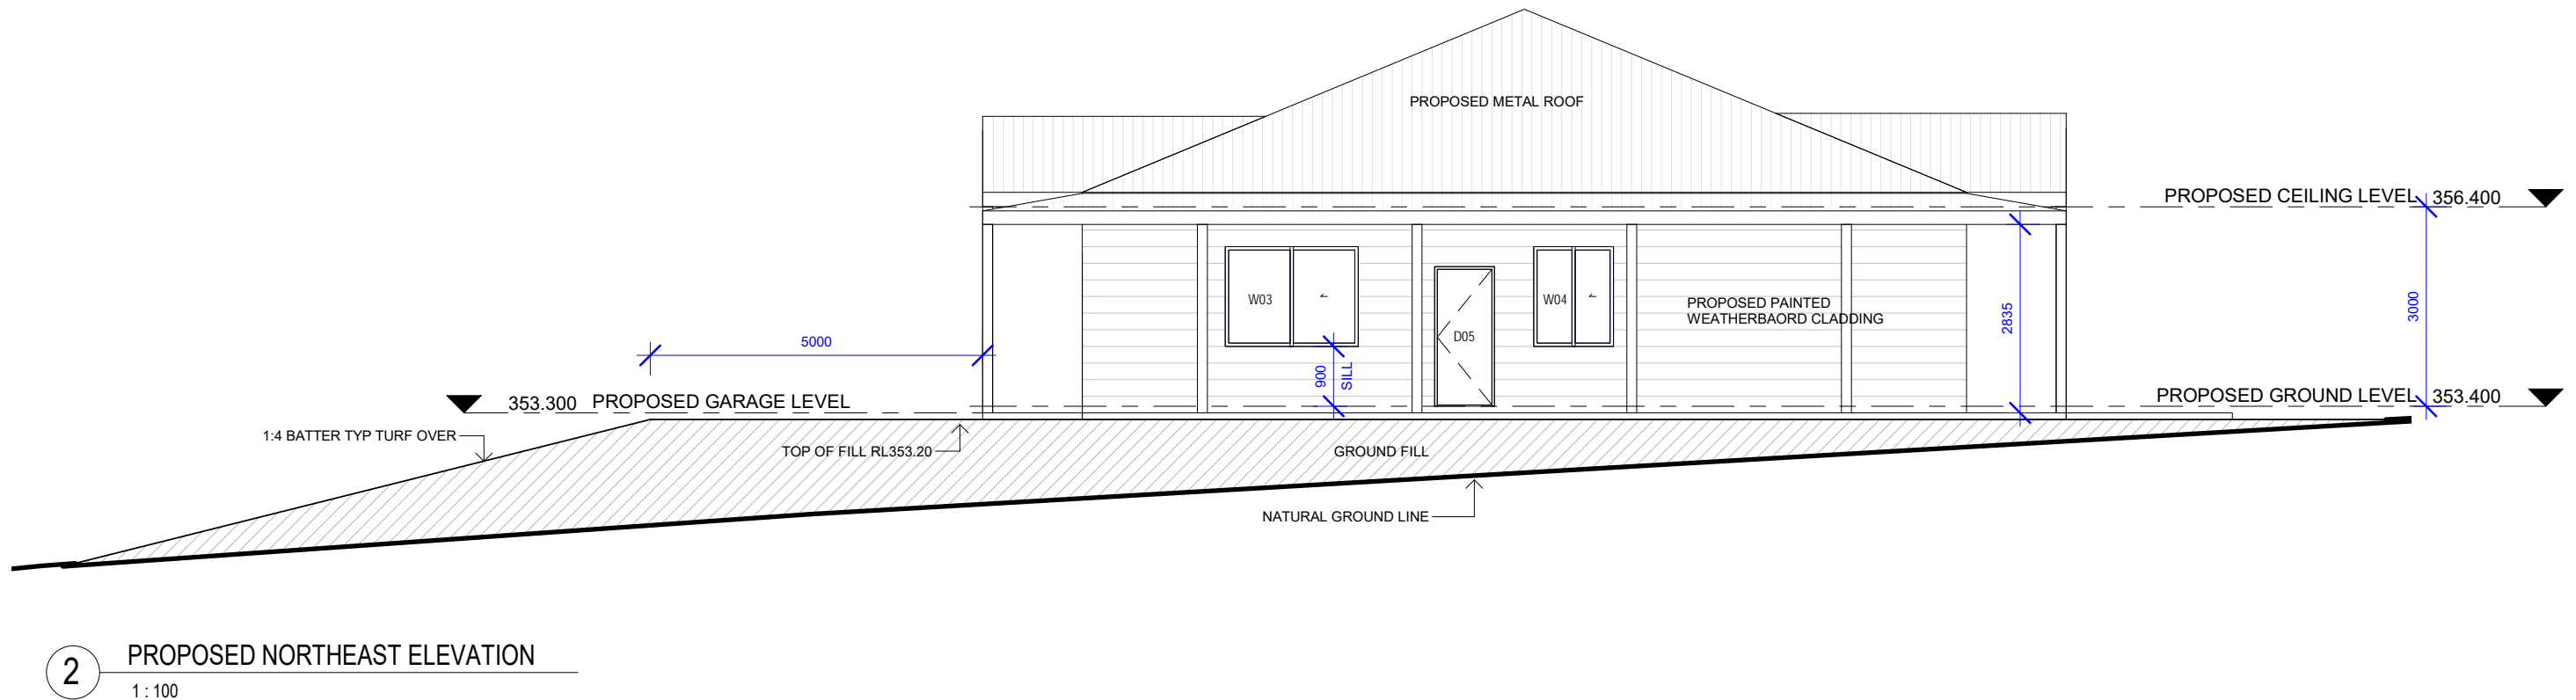 PROPOSED METAL ROOF
PROPOSED CEILING LEVEL 356.400
W03
W04
D05
PROPOSED PAINTED
WEATHERBAORD CLADDING
2835
3000
5000
900
SILL
353.300 PROPOSED GARAGE LEVEL
PROPOSED GROUND LEVEL 353.400
1:4 BATTER TYP TURF OVER
TOP OF FILL RL353.20
GROUND FILL
NATURAL GROUND LINE
2 PROPOSED NORTHEAST ELEVATION
1 : 100